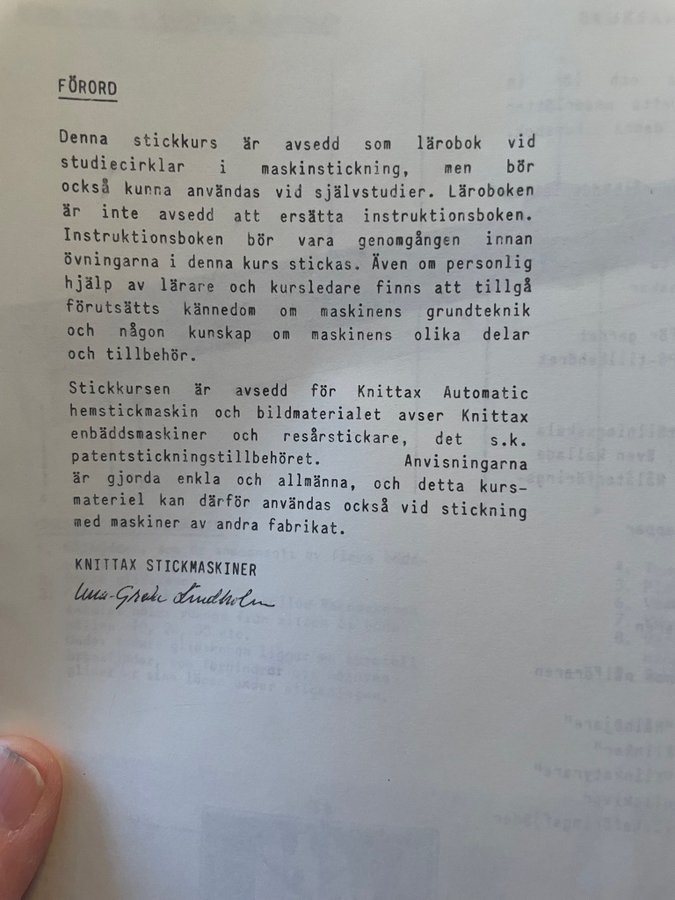 FÖRORD
Denna stickkurs är avsedd som lärobok vid
studiecirklar i maskinstickning, men bör
också kunna användas vid självstudier. Läroboken
är inte avsedd att ersätta instruktionsboken.
Instruktionsboken bör vara genomgången innan
övningarna i denna kurs stickas. Även om personlig
hjälp av lärare och kursledare finns att tillgå
förutsätts kännedom om maskinens grundteknik
och någon kunskap om maskinens olika delar
och tillbehör.
Stickkursen är avsedd för Knittax Automatic
hemstickmaskin och bildmaterialet avser Knittax
enbäddsmaskiner och resårstickare, det s.k.
patentstickningstillbehöret. Anvisningarna
är gjorda enkla och allmänna, och detta kurs-
materiel kan därför användas också vid stickning
med maskiner av andra fabrikat.
KNITTAX STICKMASKINER
Lindholm